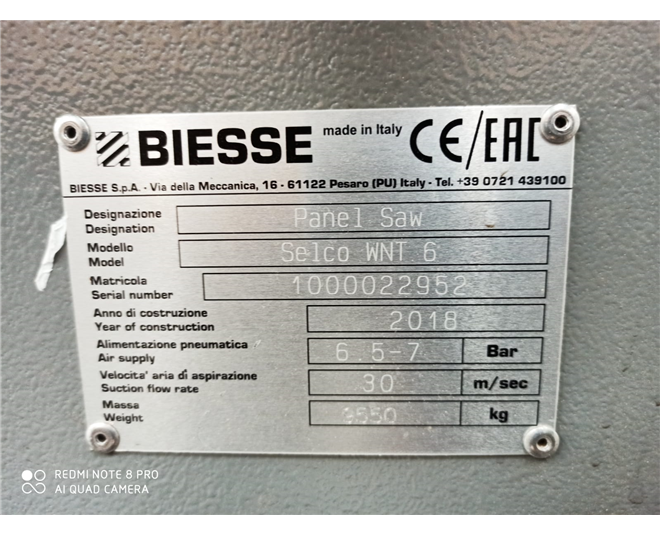 BIESSE made in Italy CE/EAC
BIESSE S.p.A. - Via della Meccanica, 16 - 61122 Pesaro (PU) Italy - Tel. +39 0721 439100
Designazione
Designation
Panel Saw
Modello
Model
Selco WNT 6
Matricola
Serial number
1000022952
Anno di costruzione
Year of construction
2018
Alimentazione pneumatica
Air supply
6.5-7 Bar
Velocita' aria di aspirazione
Suction flow rate
30 m/sec
Massa
Weight
kg
REDMI NOTE 8 PRO
AI QUAD CAMERA